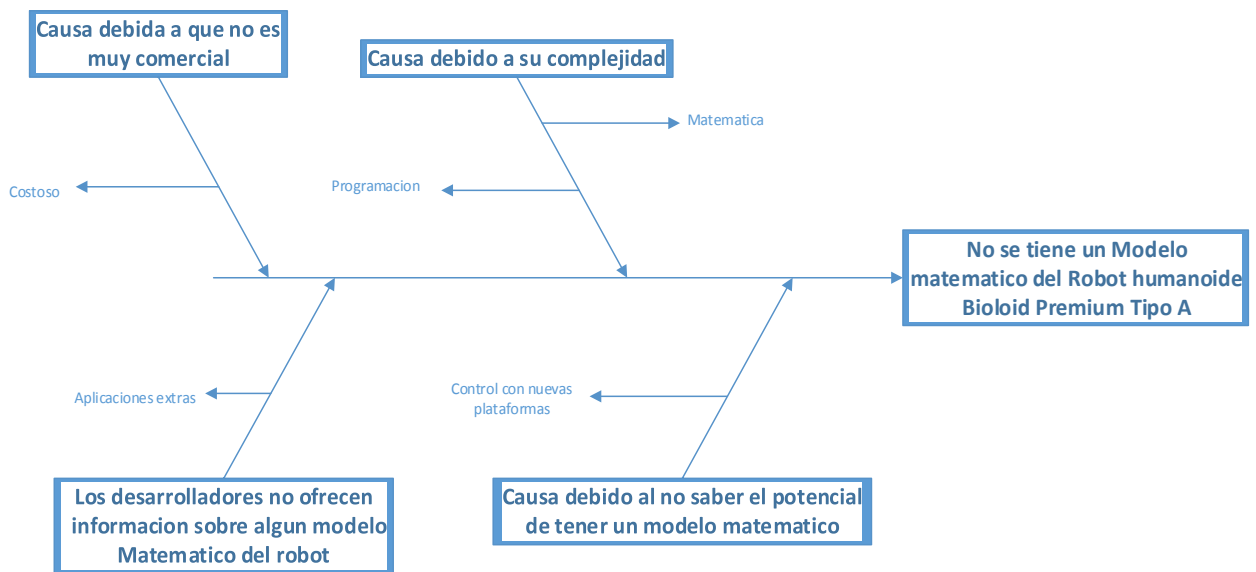 Causa debida a que no es
muy comercial
Causa debido a su complejidad
Matematica
Programacion
Costoso
No se tiene un Modelo
matematico del Robot humanoide
Bioloid Premium Tipo A
Aplicaciones extras
Control con nuevas
plataformas
Los desarrolladores no ofrecen
informacion sobre algun modelo
Matematico del robot
Causa debido al no saber el potencial
de tener un modelo matematico